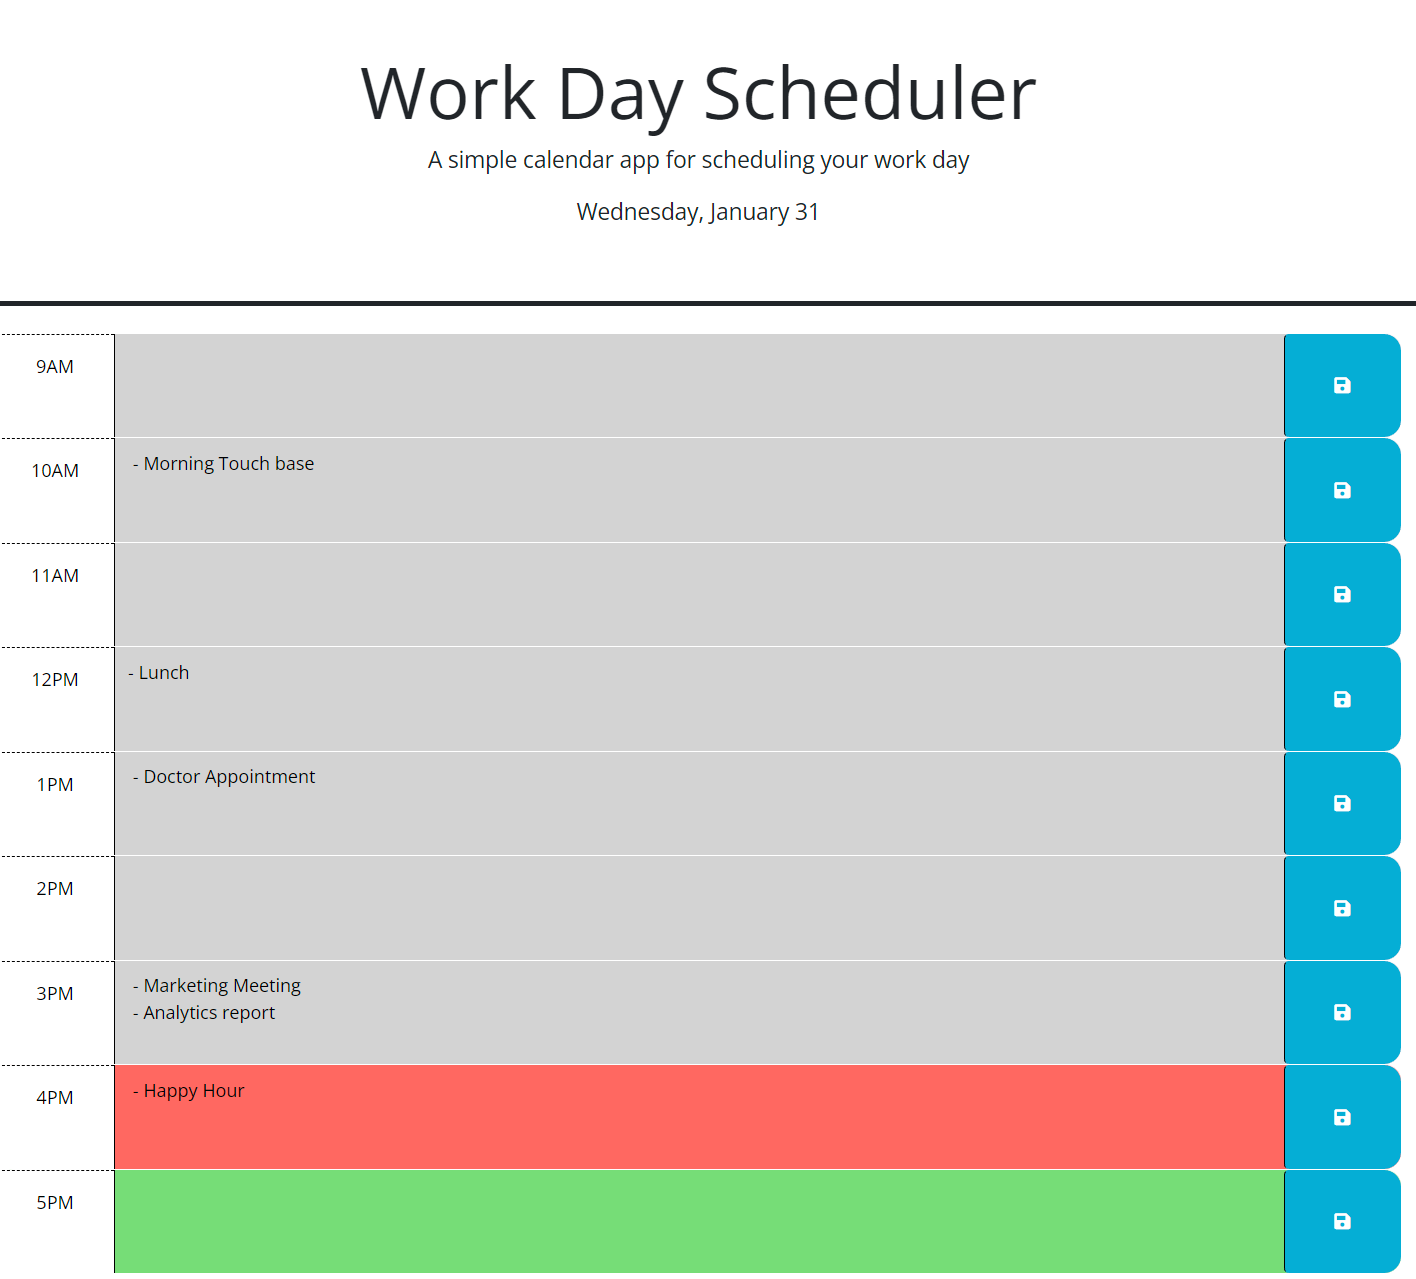 Work Day Scheduler
A simple calendar app for scheduling your work day
Wednesday, January 31
9AM
10AM
- Morning Touch base
11AM
12PM
- Lunch
1PM
- Doctor Appointment
2PM
3PM
- Marketing Meeting
- Analytics report
4PM
- Happy Hour
5PM